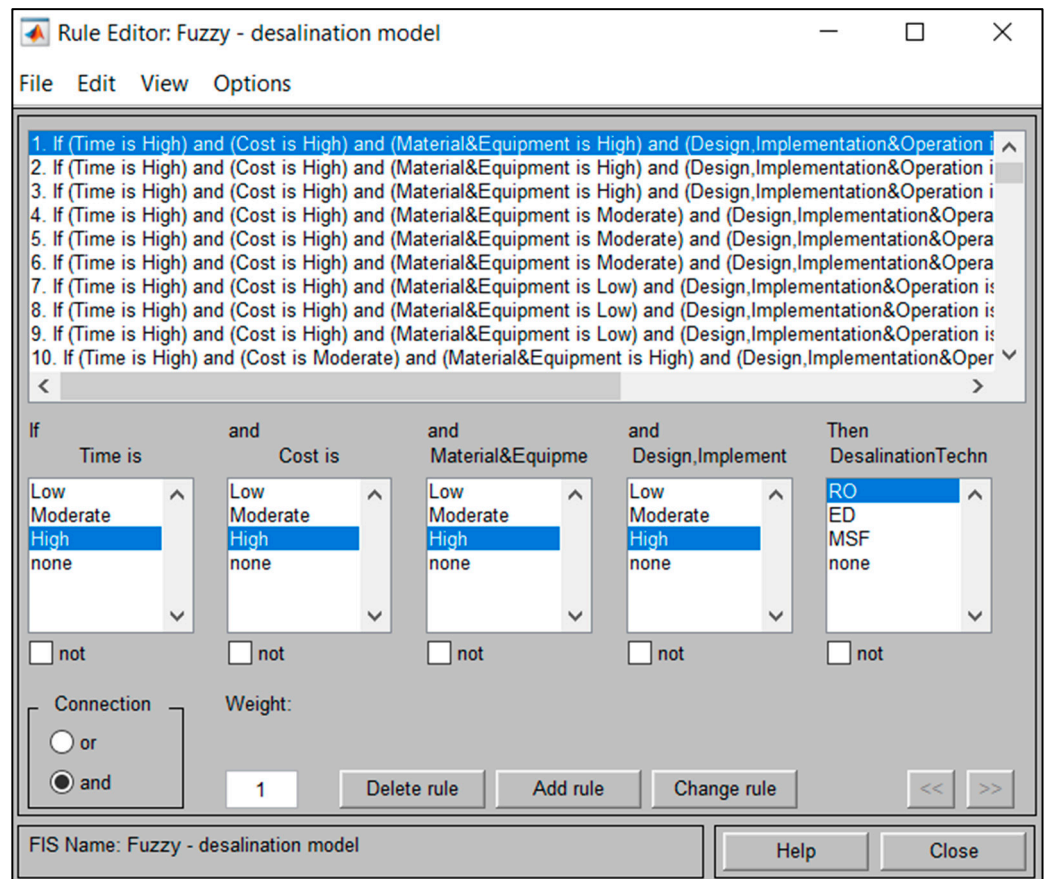 Rule Editor: Fuzzy - desalination model
File Edit View Options
1. If (Time is High) and (Cost is High) and (Material&Equipment is High) and (Design,Implementation&Operation i
2. If (Time is High) and (Cost is High) and (Material&Equipment is High) and (Design,Implementation&Operation i
3. If (Time is High) and (Cost is High) and (Material&Equipment is High) and (Design,Implementation&Operation i
4. If (Time is High) and (Cost is High) and (Material&Equipment is Moderate) and (Design,Implementation&Opera
5. If (Time is High) and (Cost is High) and (Material&Equipment is Moderate) and (Design,Implementation&Opera
6. If (Time is High) and (Cost is High) and (Material&Equipment is Moderate) and (Design,Implementation&Opera
7. If (Time is High) and (Cost is High) and (Material&Equipment is Low) and (Design,Implementation&Operation is
8. If (Time is High) and (Cost is High) and (Material&Equipment is Low) and (Design,Implementation&Operation is
9. If (Time is High) and (Cost is High) and (Material&Equipment is Low) and (Design,Implementation&Operation is
10. If (Time is High) and (Cost is Moderate) and (Material&Equipment is High) and (Design,Implementation&Oper
If and and and Then
Time is Cost is Material&Equipme Design,Implement DesalinationTechn
Low Low Low Low RO
Moderate Moderate Moderate Moderate ED
High High High High MSF
none none none none none
not not not not not
Connection Weight:
or
and 1 Delete rule Add rule Change rule << >>
FIS Name: Fuzzy - desalination model Help Close